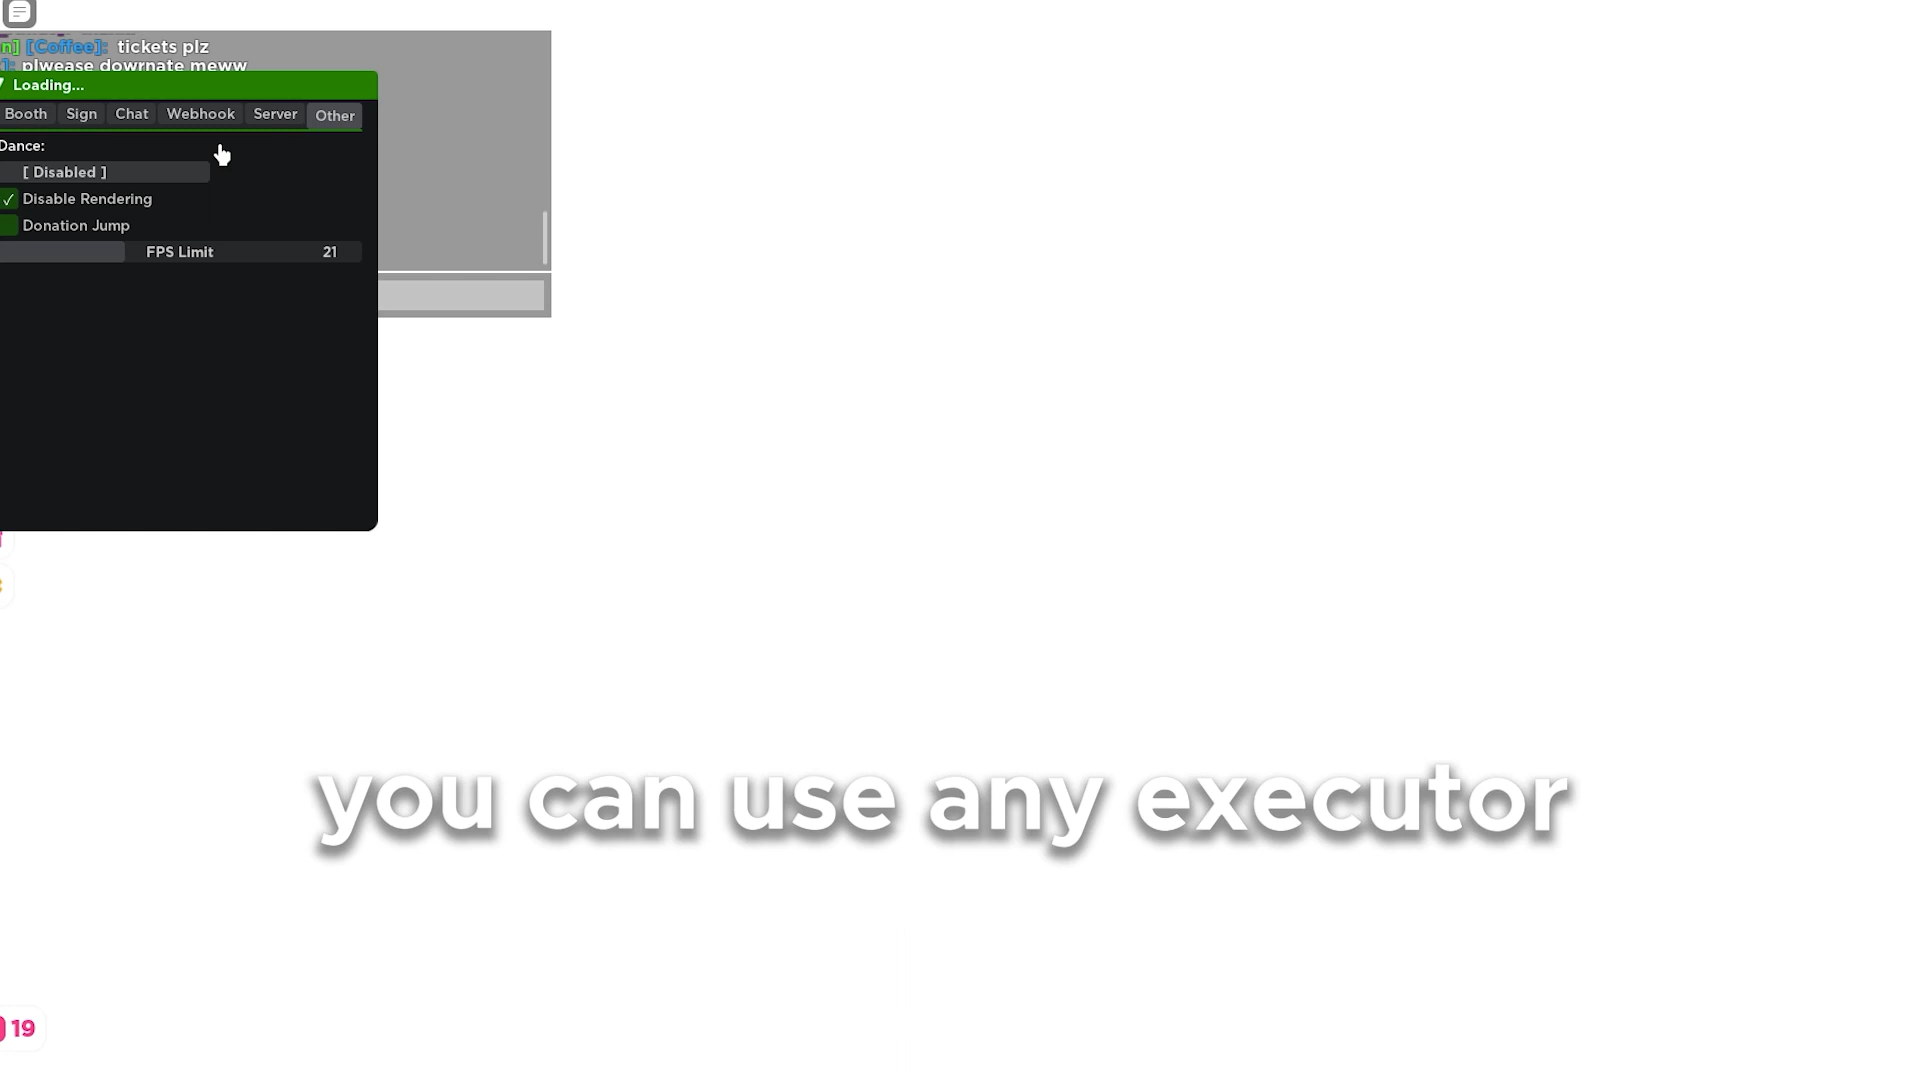 n] [Coffee]: tickets plz
]: plwease dowrnate meww
Loading...
Booth Sign Chat Webhook Server Other
Dance:
[ Disabled ]
✓ Disable Rendering
Donation Jump
FPS Limit 21
you can use any executor
19